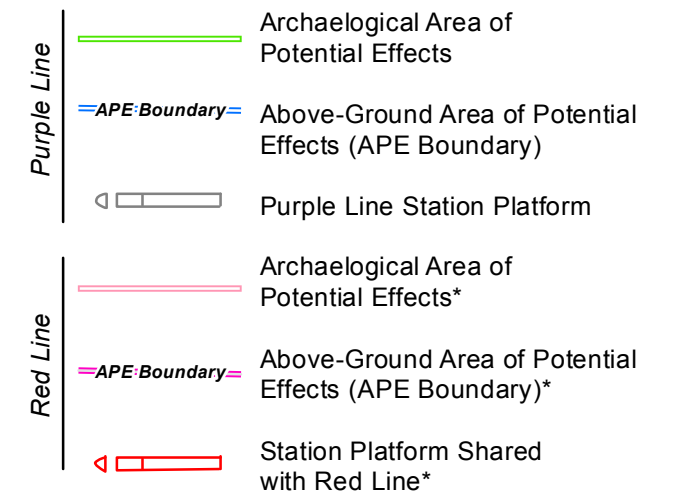 Purple Line
Archaelogical Area of
Potential Effects
APE Boundary
Above-Ground Area of Potential
Effects (APE Boundary)
Purple Line Station Platform
Red Line
Archaelogical Area of
Potential Effects*
APE Boundary
Above-Ground Area of Potential
Effects (APE Boundary)*
Station Platform Shared
with Red Line*